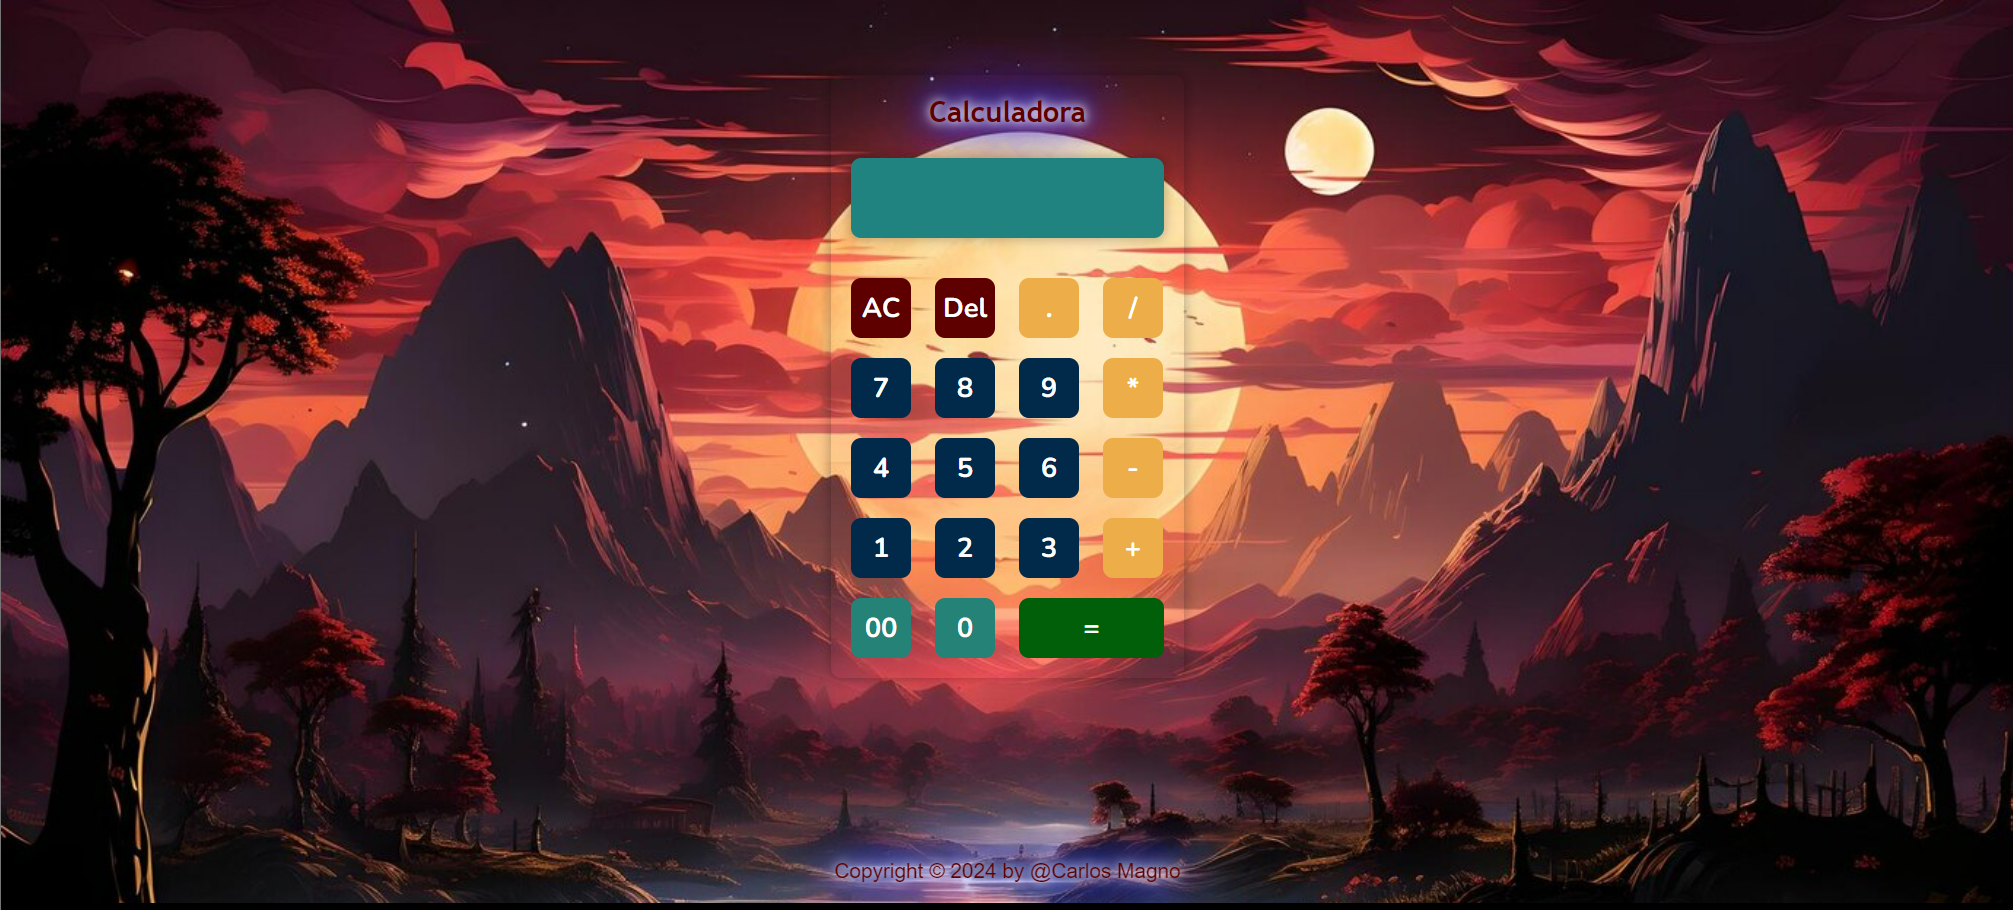 Calculadora
AC Del . /
7 8 9 *
4 5 6 -
1 2 3 +
00 0 =
Copyright © 2024 by @Carlos Magno